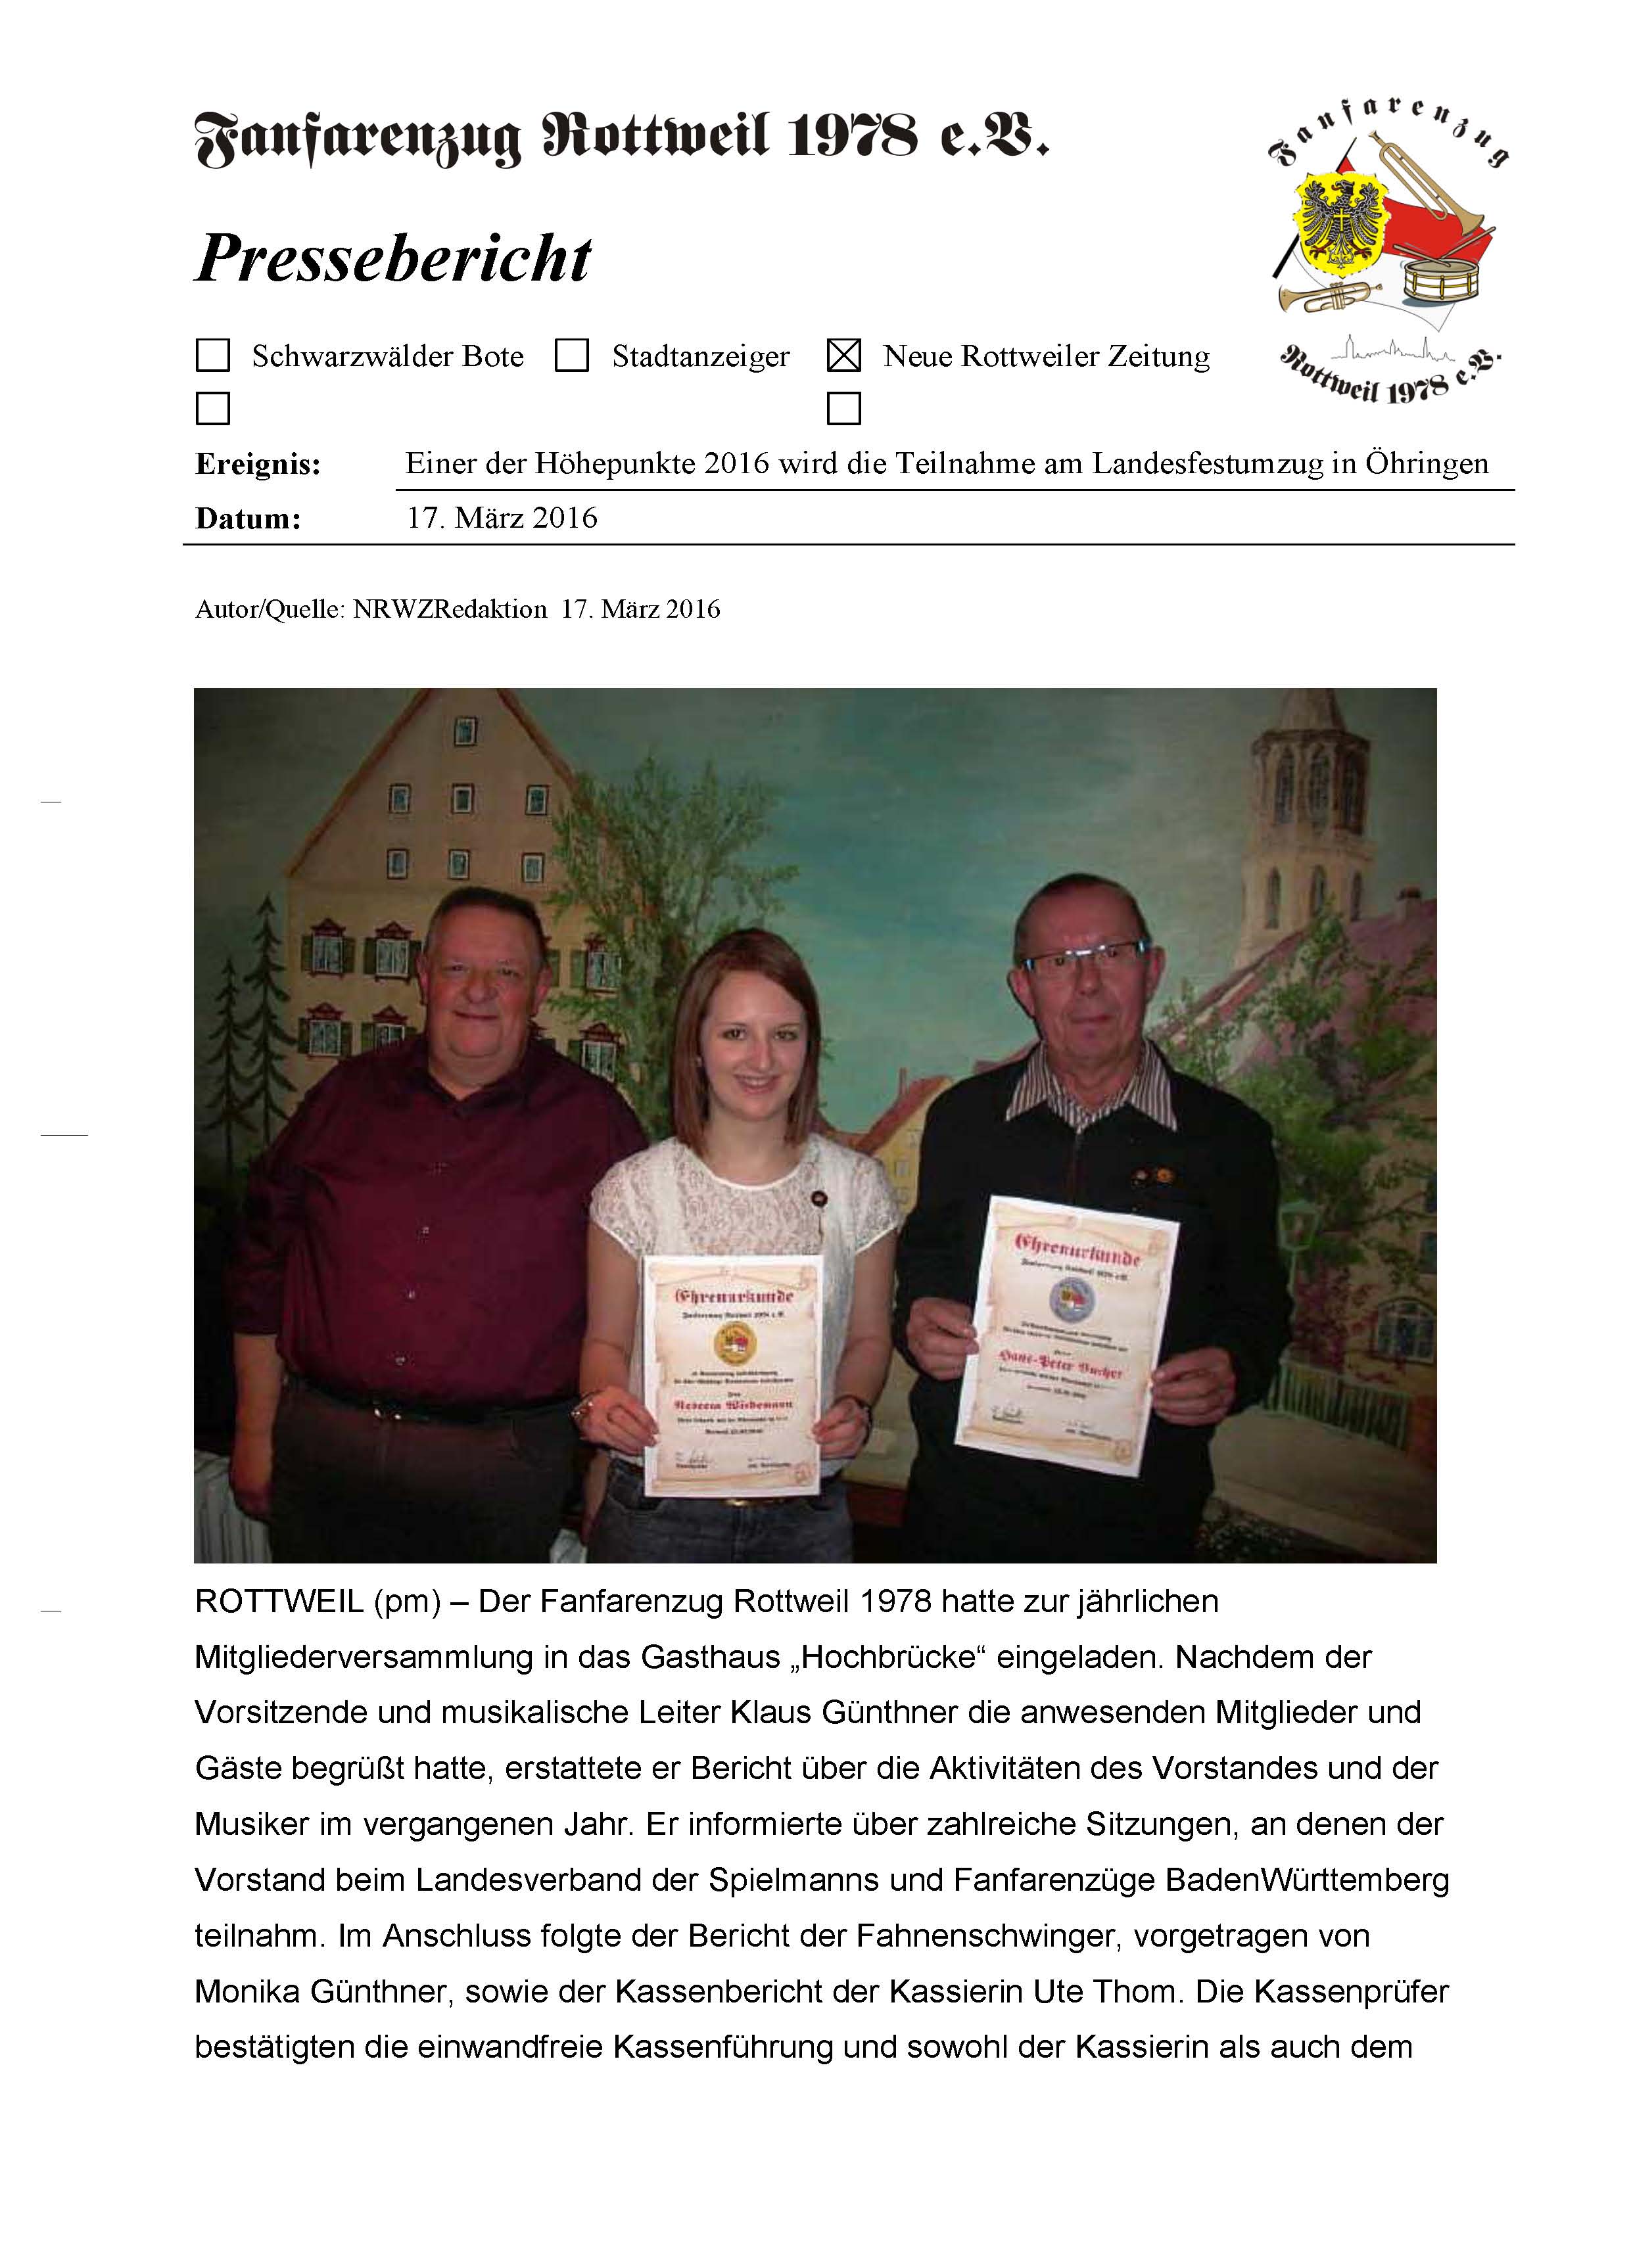 Fanfarenzug Rottweil 1978 e.V.
Fanfarenzug
Rottweil 1978 e.V.
Pressebericht
Schwarzwälder Bote Stadtanzeiger Neue Rottweiler Zeitung
Ereignis: Einer der Höhepunkte 2016 wird die Teilnahme am Landesfestumzug in Öhringen
Datum: 17. März 2016
Autor/Quelle: NRWZRedaktion 17. März 2016
Ehrenurkunde
Fanfarenzug Rottweil 1978 e.V.
Rebecca Widemann
Ehrenurkunde
Fanfarenzug Rottweil 1978 e.V.
Hans-Peter Bucher
ROTTWEIL (pm) – Der Fanfarenzug Rottweil 1978 hatte zur jährlichen
Mitgliederversammlung in das Gasthaus „Hochbrücke“ eingeladen. Nachdem der
Vorsitzende und musikalische Leiter Klaus Günthner die anwesenden Mitglieder und
Gäste begrüßt hatte, erstattete er Bericht über die Aktivitäten des Vorstandes und der
Musiker im vergangenen Jahr. Er informierte über zahlreiche Sitzungen, an denen der
Vorstand beim Landesverband der Spielmanns und Fanfarenzüge BadenWürttemberg
teilnahm. Im Anschluss folgte der Bericht der Fahnenschwinger, vorgetragen von
Monika Günthner, sowie der Kassenbericht der Kassierin Ute Thom. Die Kassenprüfer
bestätigten die einwandfreie Kassenführung und sowohl der Kassierin als auch dem